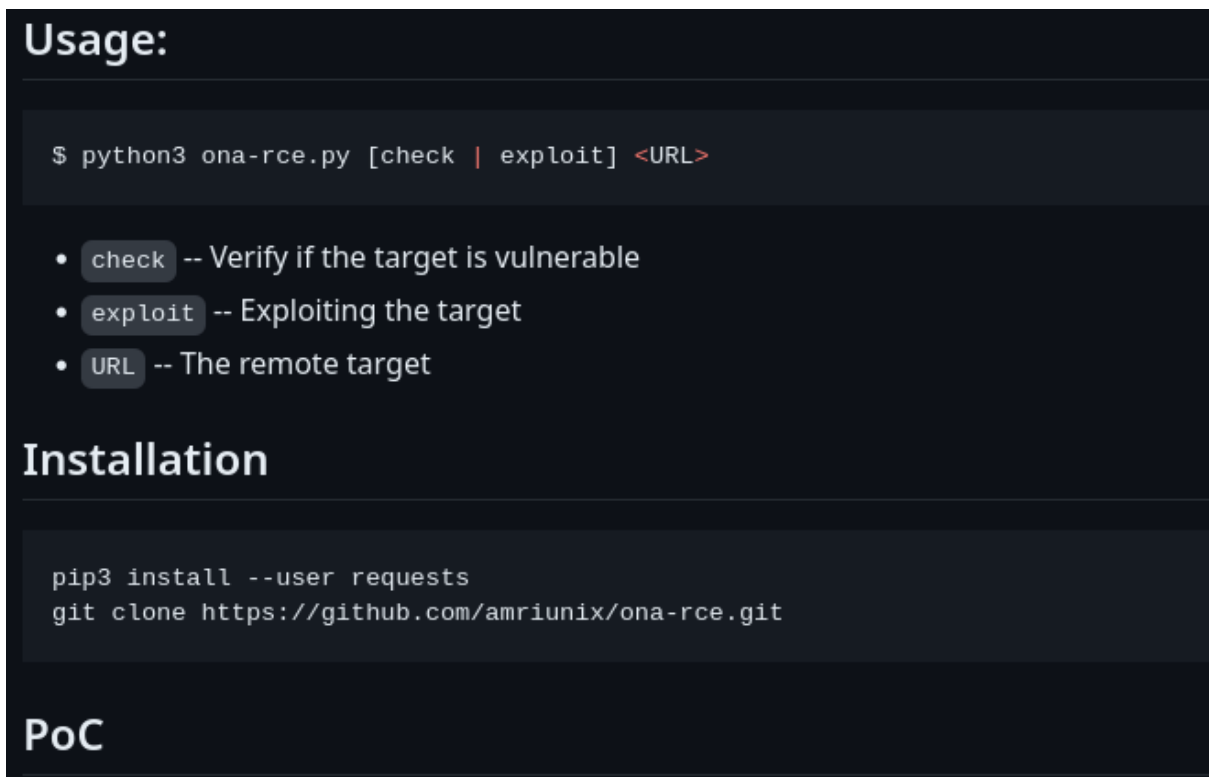 Usage:
$ python3 ona-rce.py [check | exploit] <URL>
• check -- Verify if the target is vulnerable
• exploit -- Exploiting the target
• URL -- The remote target
Installation
pip3 install --user requests
git clone https://github.com/amriunix/ona-rce.git
PoC